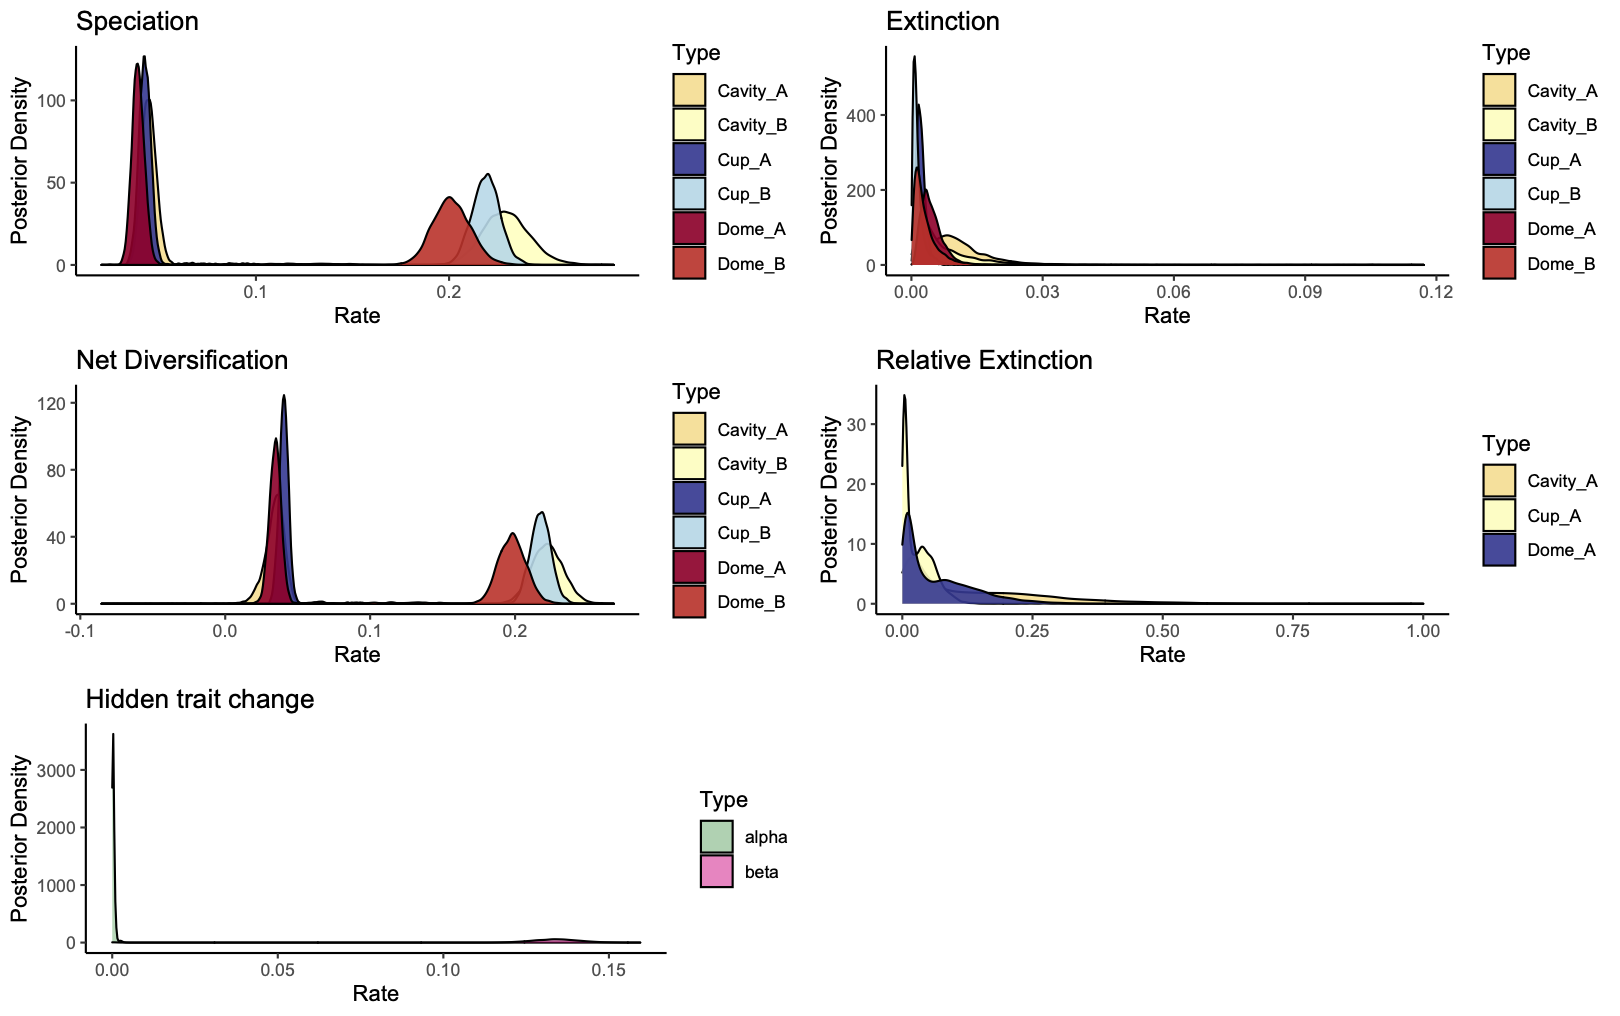 Speciation
Posterior Density
100
50
0
0.1
0.2
Rate
Type
Cavity_A
Cavity_B
Cup_A
Cup_B
Dome_A
Dome_B
Extinction
Posterior Density
400
200
0
0.00
0.03
0.06
0.09
0.12
Rate
Type
Cavity_A
Cavity_B
Cup_A
Cup_B
Dome_A
Dome_B
Net Diversification
Posterior Density
120
80
40
0
-0.1
0.0
0.1
0.2
Rate
Type
Cavity_A
Cavity_B
Cup_A
Cup_B
Dome_A
Dome_B
Relative Extinction
Posterior Density
30
20
10
0
0.00
0.25
0.50
0.75
1.00
Rate
Type
Cavity_A
Cup_A
Dome_A
Hidden trait change
Posterior Density
3000
2000
1000
0
0.00
0.05
0.10
0.15
Rate
Type
alpha
beta